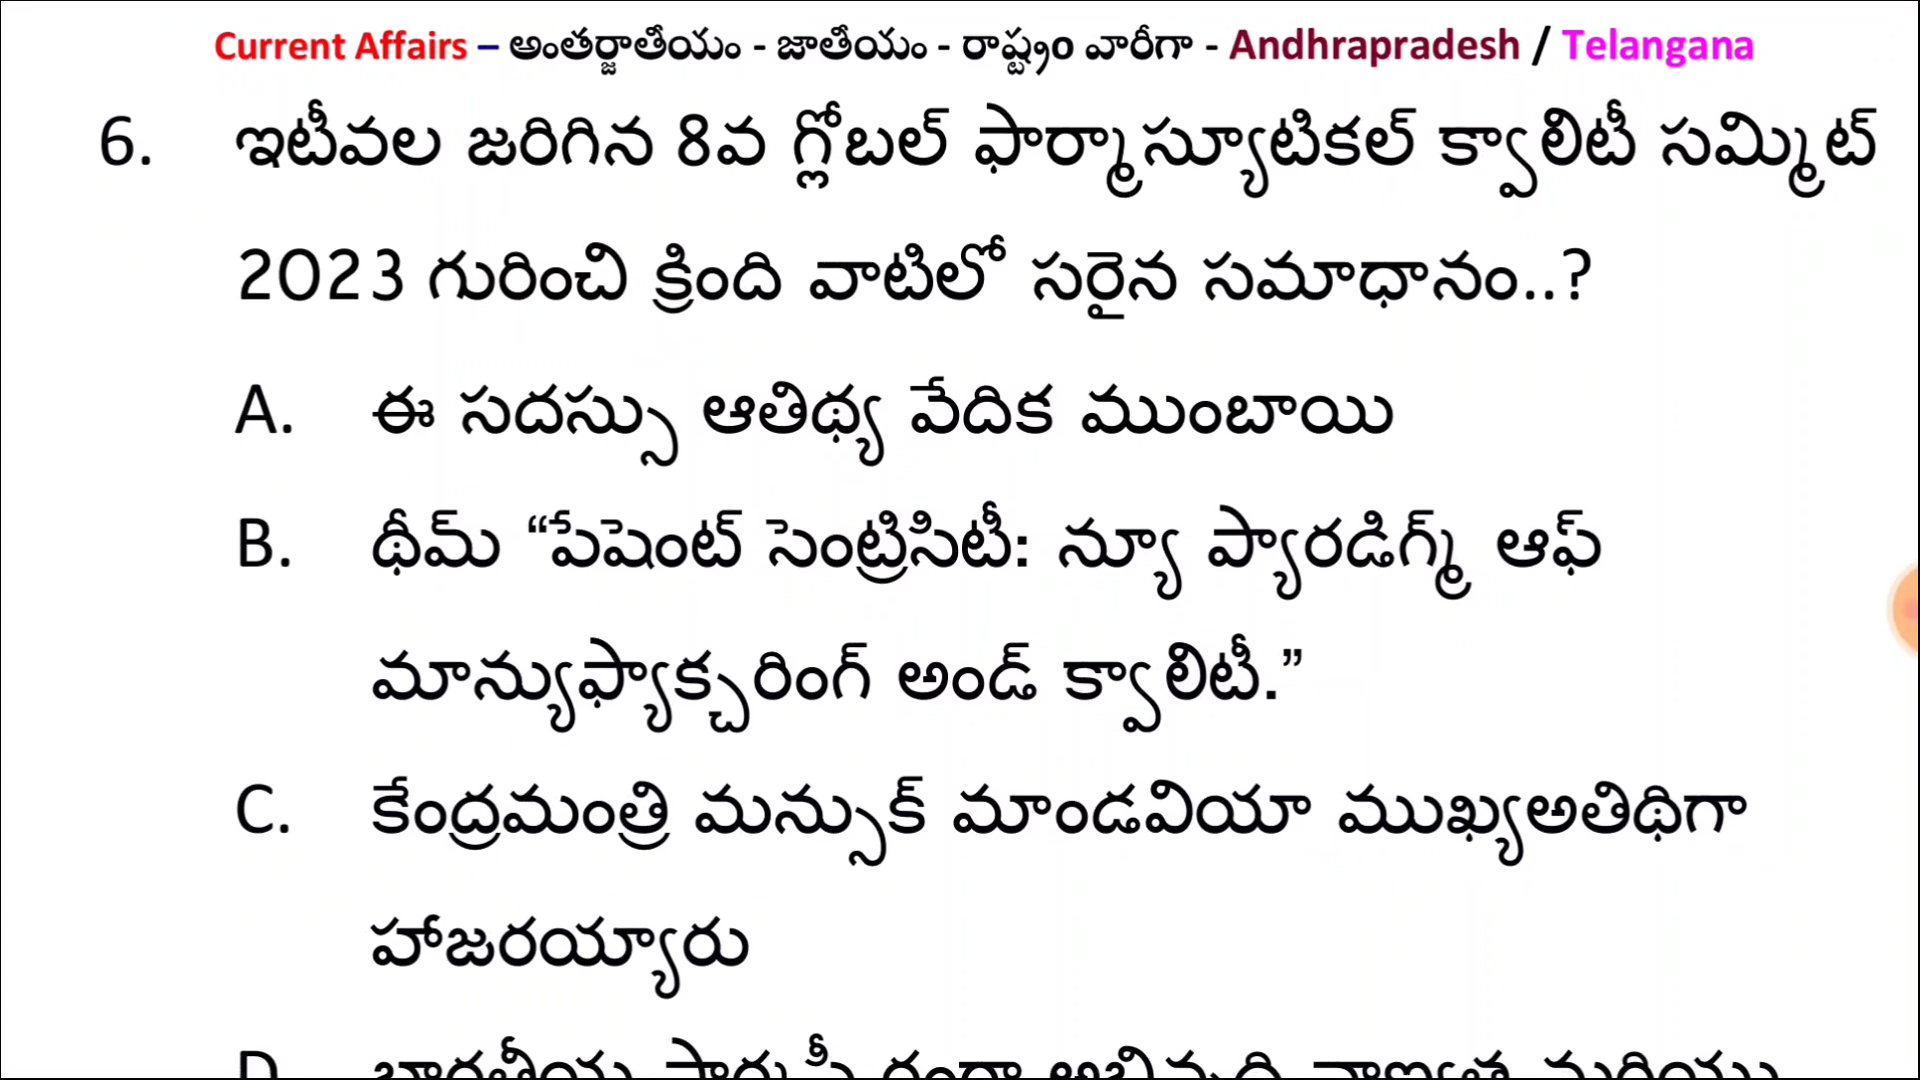 Current Affairs – అంతర్జాతీయం - జాతీయం - రాష్ట్రం వారీగా - Andhrapradesh / Telangana
6. ఇటీవల జరిగిన 8వ గ్లోబల్ ఫార్మాస్యూటికల్ క్వాలిటీ సమ్మిట్
2023 గురించి క్రింది వాటిలో సరైన సమాధానం..?
A. ఈ సదస్సు ఆతిథ్య వేదిక ముంబాయి
B. థీమ్ “పేషెంట్ సెంట్రిసిటీ: న్యూ ప్యారడిగ్మ్ ఆఫ్
మాన్యుఫ్యాక్చరింగ్ అండ్ క్వాలిటీ.”
C. కేంద్రమంత్రి మన్సుక్ మాండవియా ముఖ్యఅతిథిగా
హాజరయ్యారు
D. భారతీయ